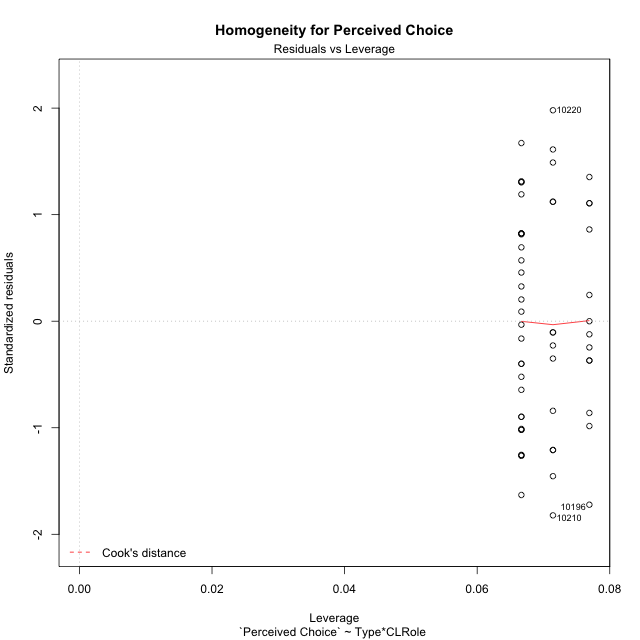 Homogeneity for Perceived Choice
Residuals vs Leverage
Standardized residuals
2
1
0
-1
-2
10220
10196
10210
Cook's distance
0.00 0.02 0.04 0.06 0.08
Leverage
`Perceived Choice` ~ Type*CLRole